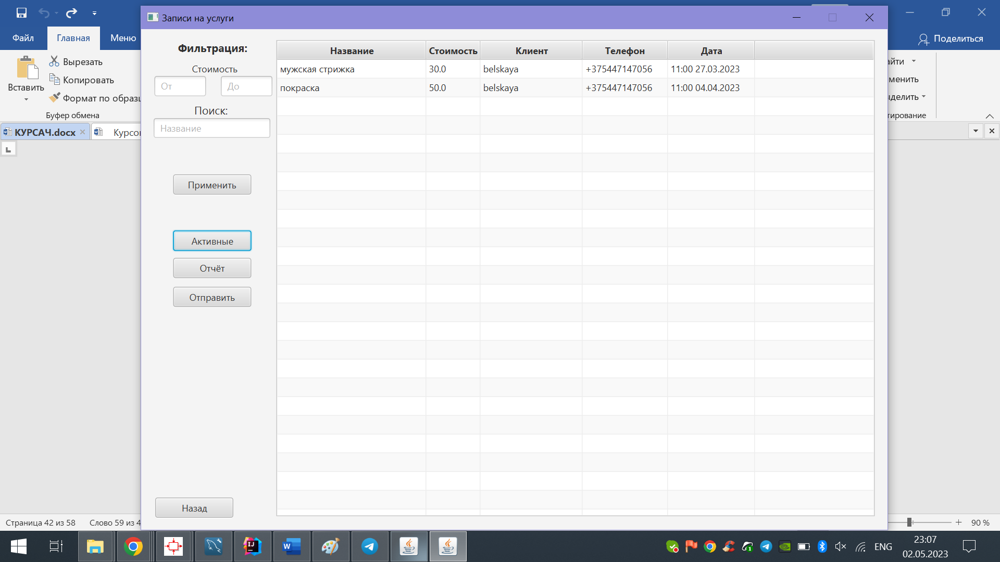 Записи на услуги
Файл
Главная
Меню
Поделиться
Вставить
Вырезать
Копировать
Формат по образц
Буфер обмена
КУРСАЧ.docx
Курсо
Фильтрация:
Стоимость
От
До
Поиск:
Название
Применить
Активные
Отчёт
Отправить
Назад
Название Стоимость Клиент Телефон Дата
мужская стрижка 30.0 belskaya +375447147056 11:00 27.03.2023
покраска 50.0 belskaya +375447147056 11:00 04.04.2023
айти
менить
делить
тирование
Страница 42 из 58
Слово 59 из 4
90 %
ENG
23:07
02.05.2023